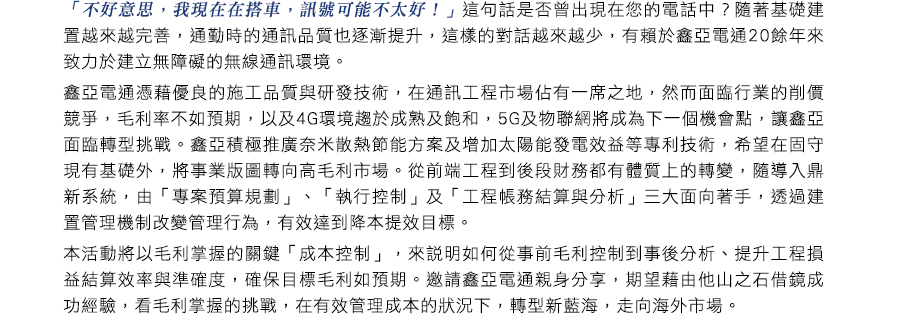 「不好意思，我現在在搭車，訊號可能不太好！」這句話是否曾出現在您的電話中？隨著基礎建
置越來越完善，通勤時的通訊品質也逐漸提升，這樣的對話越來越少，有賴於鑫亞電通20餘年來
致力於建立無障礙的無線通訊環境。
鑫亞電通憑藉優良的施工品質與研發技術，在通訊工程市場佔有一席之地，然而面臨行業的削價
競爭，毛利率不如預期，以及4G環境趨於成熟及飽和，5G及物聯網將成為下一個機會點，讓鑫亞
面臨轉型挑戰。鑫亞積極推廣奈米散熱節能方案及增加太陽能發電效益等專利技術，希望在固守
現有基礎外，將事業版圖轉向高毛利市場。從前端工程到後段財務都有體質上的轉變，隨導入鼎
新系統，由「專案預算規劃」、「執行控制」及「工程帳務結算與分析」三大面向著手，透過建
置管理機制改變管理行為，有效達到降本提效目標。
本活動將以毛利掌握的關鍵「成本控制」，來説明如何從事前毛利控制到事後分析、提升工程損
益結算效率與準確度，確保目標毛利如預期。邀請鑫亞電通親身分享，期望藉由他山之石借鏡成
功經驗，看毛利掌握的挑戰，在有效管理成本的狀況下，轉型新藍海，走向海外市場。